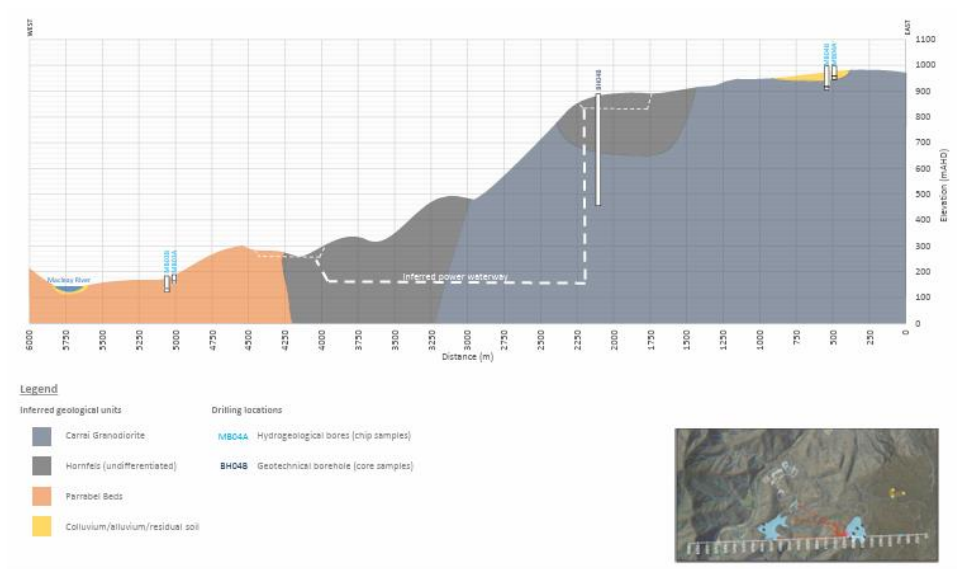 WEST
EAST
MB04B
MB04A
BH04B
1100
1000
900
800
700
600
500
400
300
200
100
0
Elevation (mAHD)
Macleay River
Inferred power waterway
6000
5750
5500
5250
5000
4750
4500
4250
4000
3750
3500
3250
3000
2750
2500
2250
2000
1750
1500
1250
1000
750
500
250
0
Distance (m)
Legend
Inferred geological units
Drilling locations
Carrai Granodiorite
MB04A Hydrogeological bores (chip samples)
Hornfels (undifferentiated)
BH04B Geotechnical borehole (core samples)
Parrabel Beds
Colluvium/alluvium/residual soil